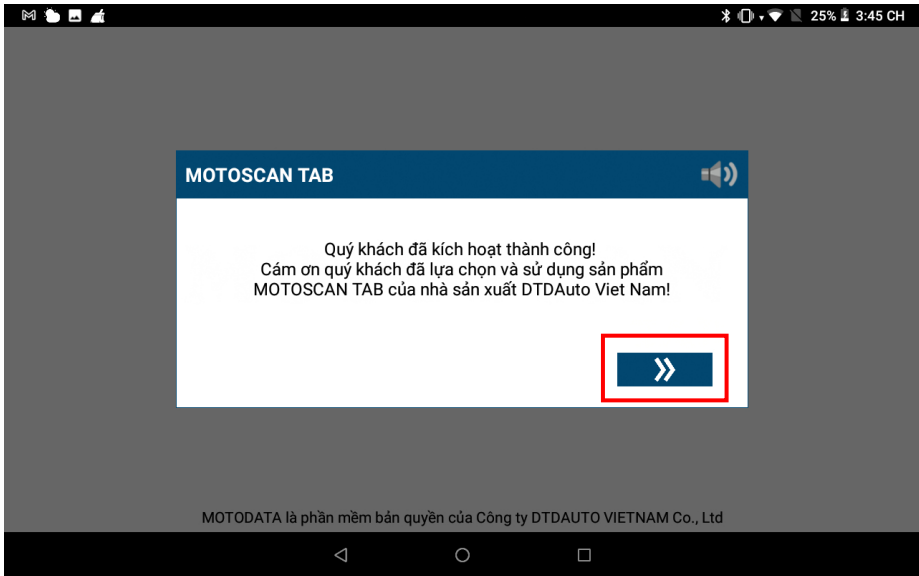 25% 3:45 CH
MOTOSCAN TAB
Quý khách đã kích hoạt thành công!
Cám ơn quý khách đã lựa chọn và sử dụng sản phẩm
MOTOSCAN TAB của nhà sản xuất DTDAuto Viet Nam!
MOTODATA là phần mềm bản quyền của Công ty DTDAUTO VIETNAM Co., Ltd